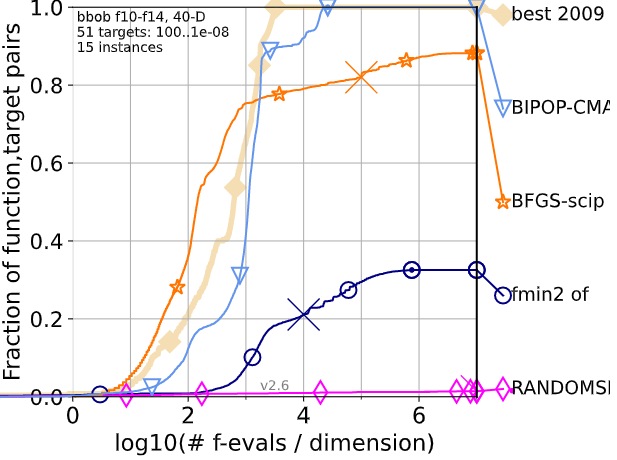 bbob f10-f14, 40-D
51 targets: 100..1e-08
15 instances
Fraction of function,target pairs
1.0
0.8
0.6
0.4
0.2
0.0
0
2
4
6
log10(# f-evals / dimension)
v2.6
best 2009
BIPOP-CMA
BFGS-scip
fmin2 of
RANDOMSE